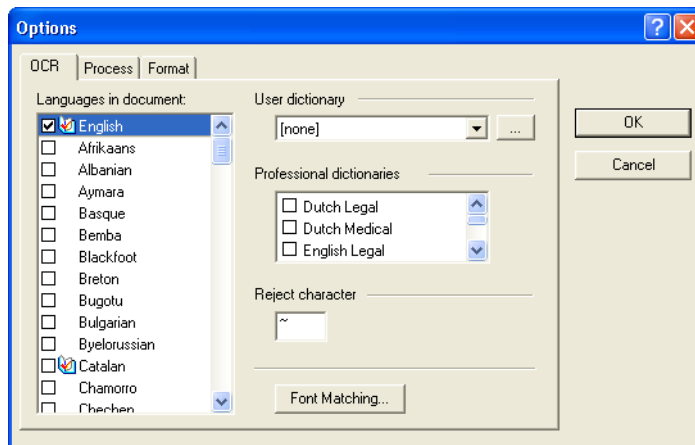 Options
OCR
Process
Format
Languages in document:
English
Afrikaans
Albanian
Aymara
Basque
Bemba
Blackfoot
Breton
Bugotu
Bulgarian
Byelorussian
Catalan
Chamorro
Chechen
User dictionary
[none]
...
Professional dictionaries
Dutch Legal
Dutch Medical
English Legal
Reject character
~
Font Matching...
OK
Cancel